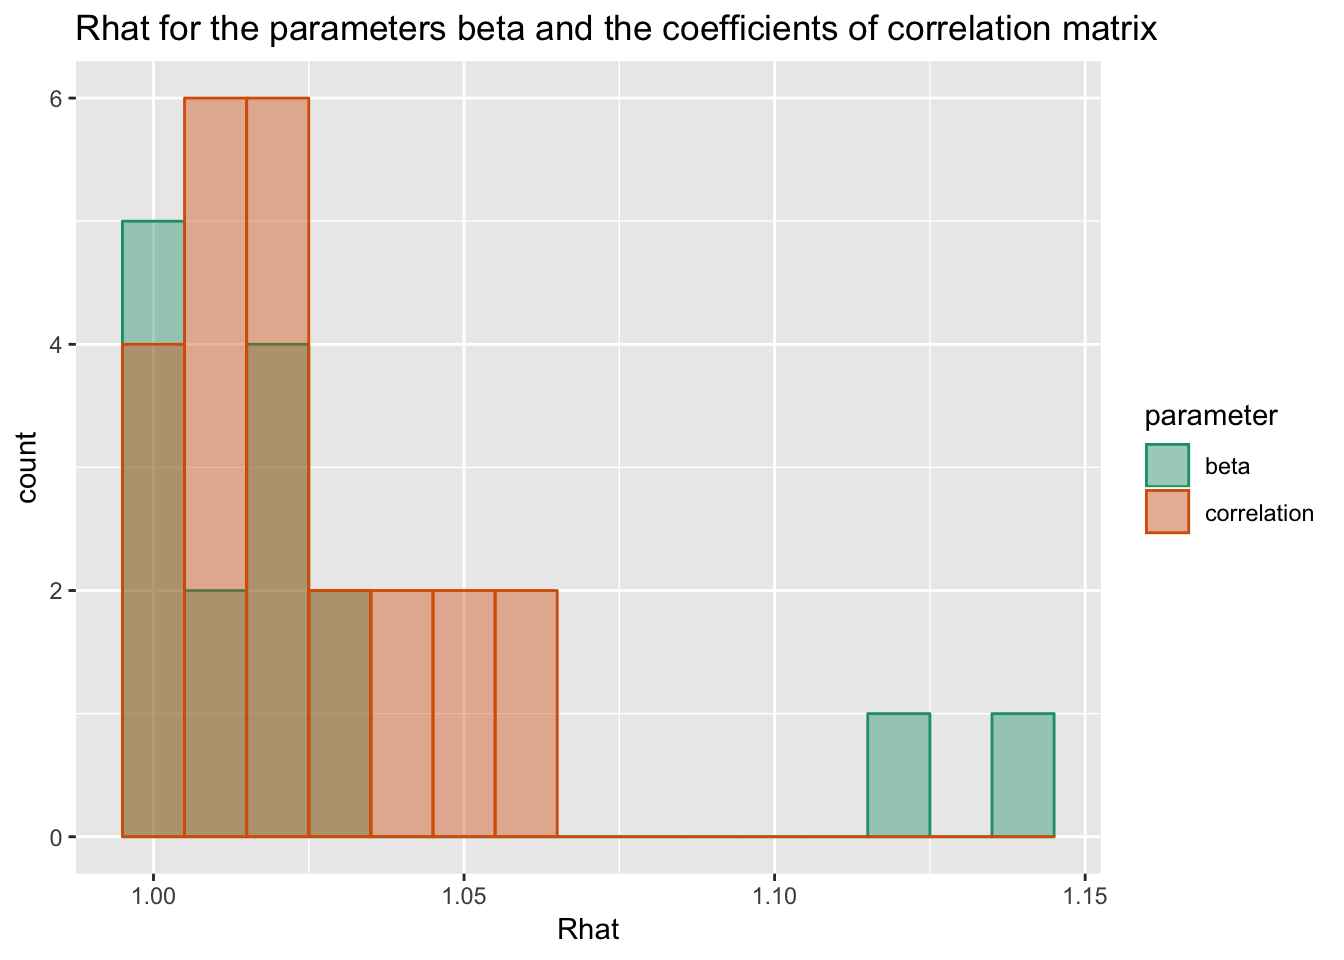 Rhat for the parameters beta and the coefficients of correlation matrix
6
4
2
0
count
1.00
1.05
1.10
1.15
Rhat
parameter
beta
correlation